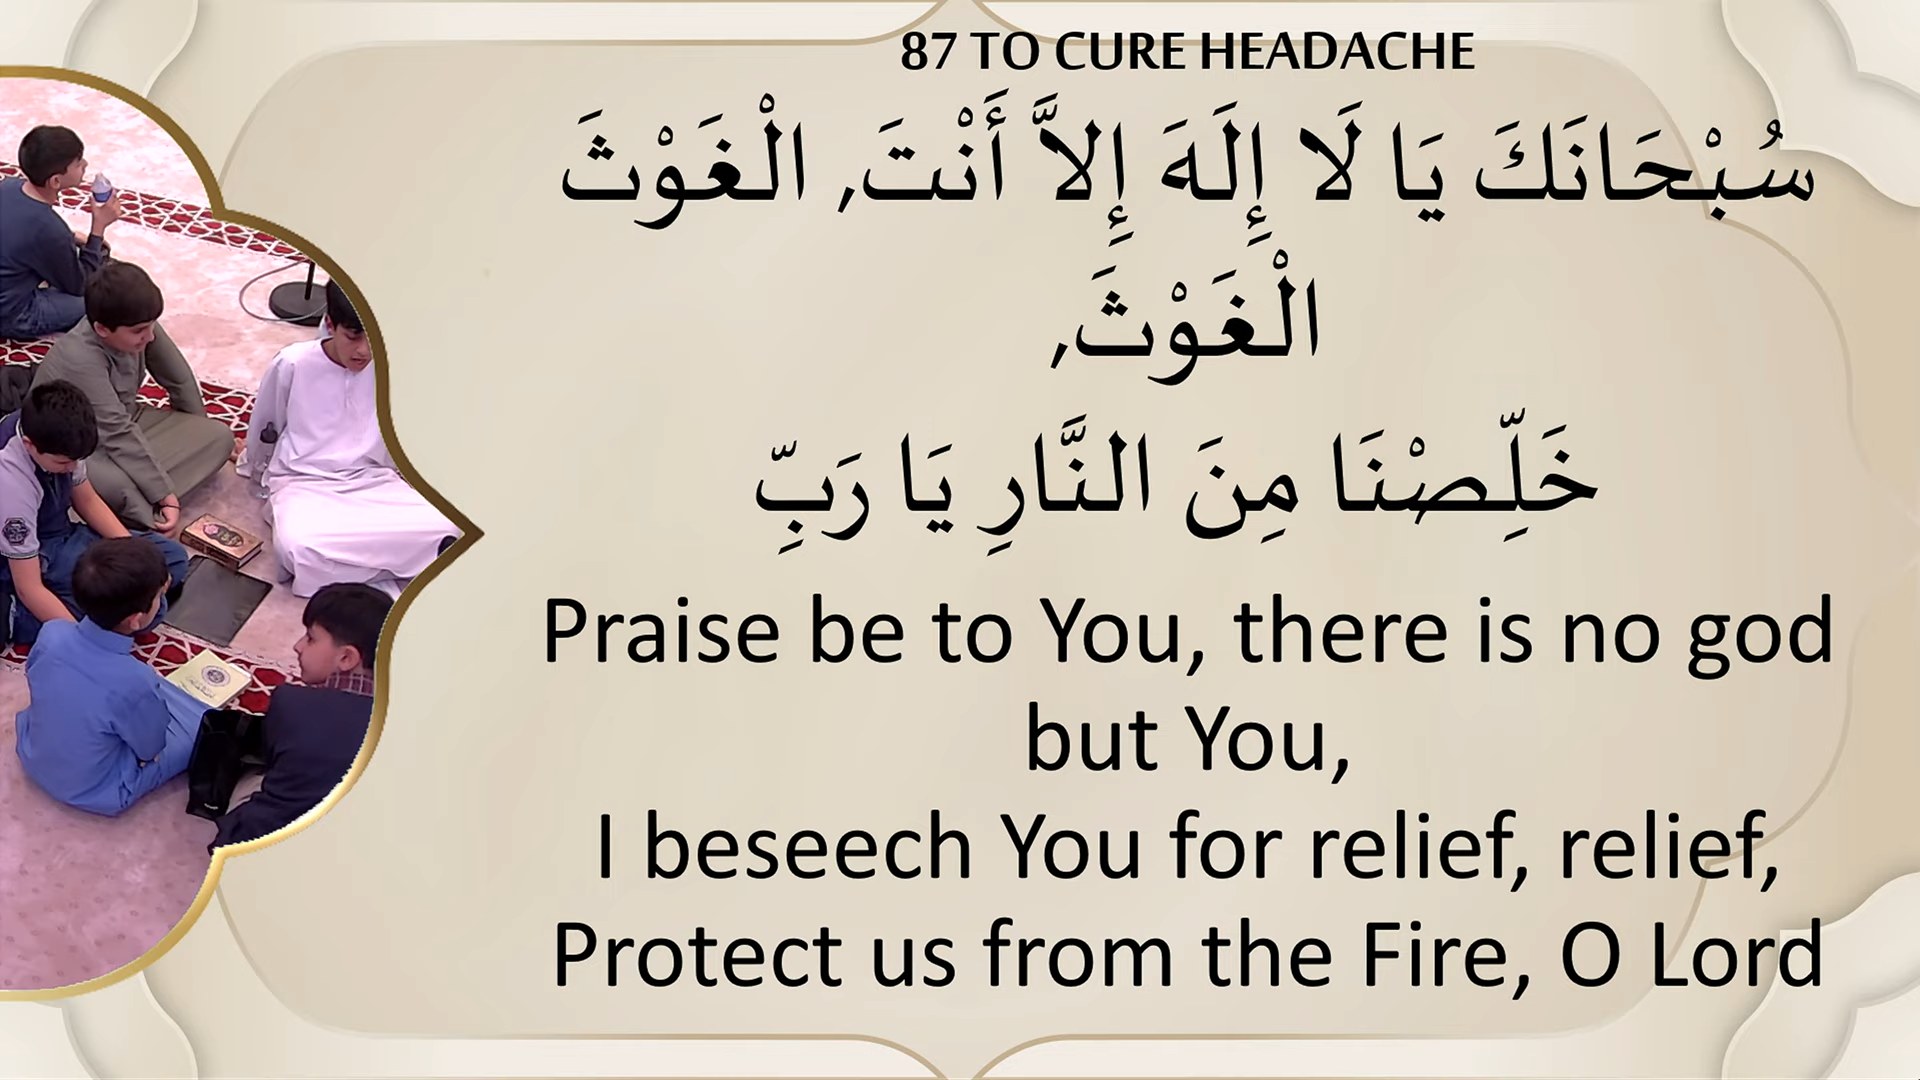 87 TO CURE HEADACHE
سُبْحَانَكَ يَا لَا إِلَهَ إِلاَّ أَنْتَ, الْغَوْثَ
الْغَوْثَ,
خَلِّصْنَا مِنَ النَّارِ يَا رَبِّ
Praise be to You, there is no god
but You,
I beseech You for relief, relief,
Protect us from the Fire, O Lord